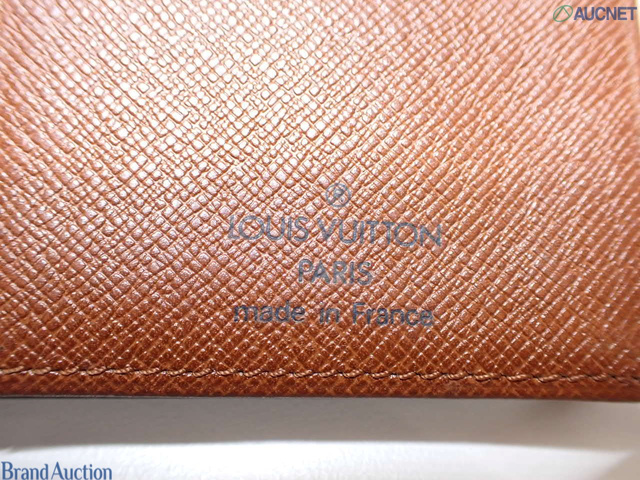 AUCNET
LOUIS VUITTON
PARIS
made in France
Brand Auction